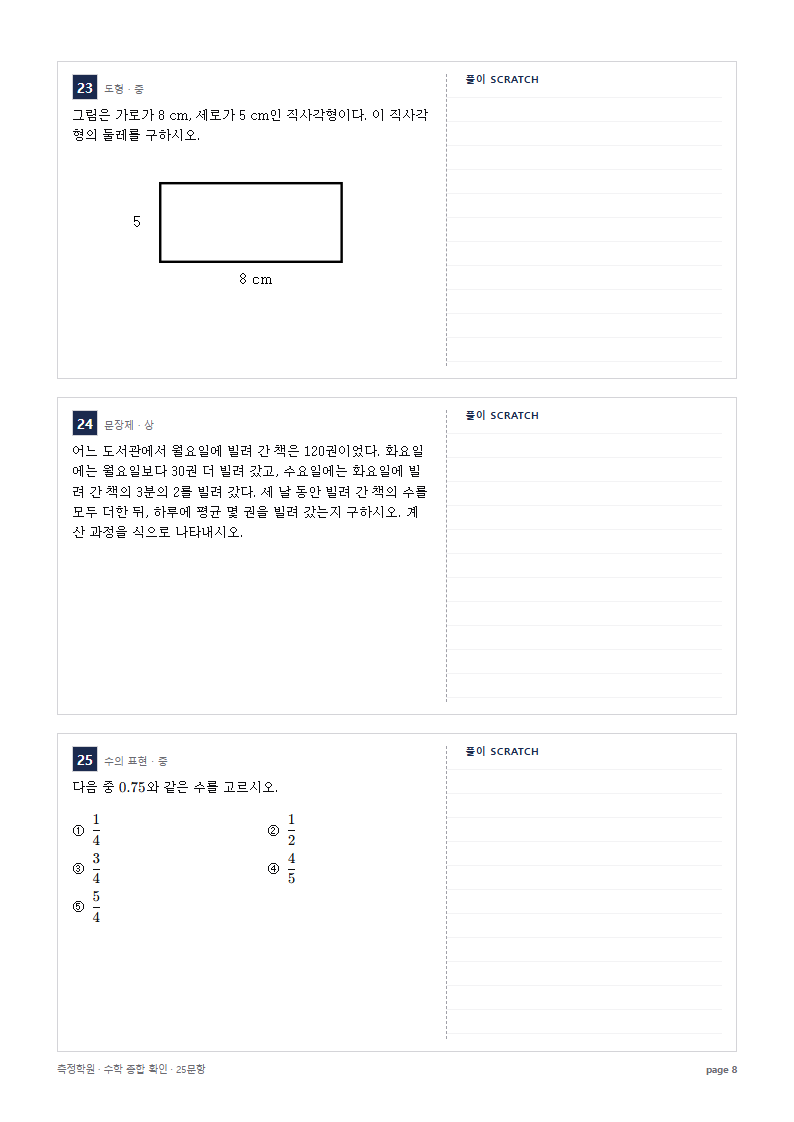 23 도형 · 중
풀이 SCRATCH
그림은 가로가 8 cm, 세로가 5 cm인 직사각형이다. 이 직사각
형의 둘레를 구하시오.
5
8 cm
24 문장제 · 상
풀이 SCRATCH
어느 도서관에서 월요일에 빌려 간 책은 120권이었다. 화요일
에는 월요일보다 30권 더 빌려 갔고, 수요일에는 화요일에 빌
려 간 책의 3분의 2를 빌려 갔다. 세 날 동안 빌려 간 책의 수를
모두 더한 뒤, 하루에 평균 몇 권을 빌려 갔는지 구하시오. 계
산 과정을 식으로 나타내시오.
25 수의 표현 · 중
풀이 SCRATCH
다음 중 0.75와 같은 수를 고르시오.
① 1/4 ② 1/2
③ 3/4 ④ 4/5
⑤ 5/4
측정학원 · 수학 종합 확인 · 25문항 page 8